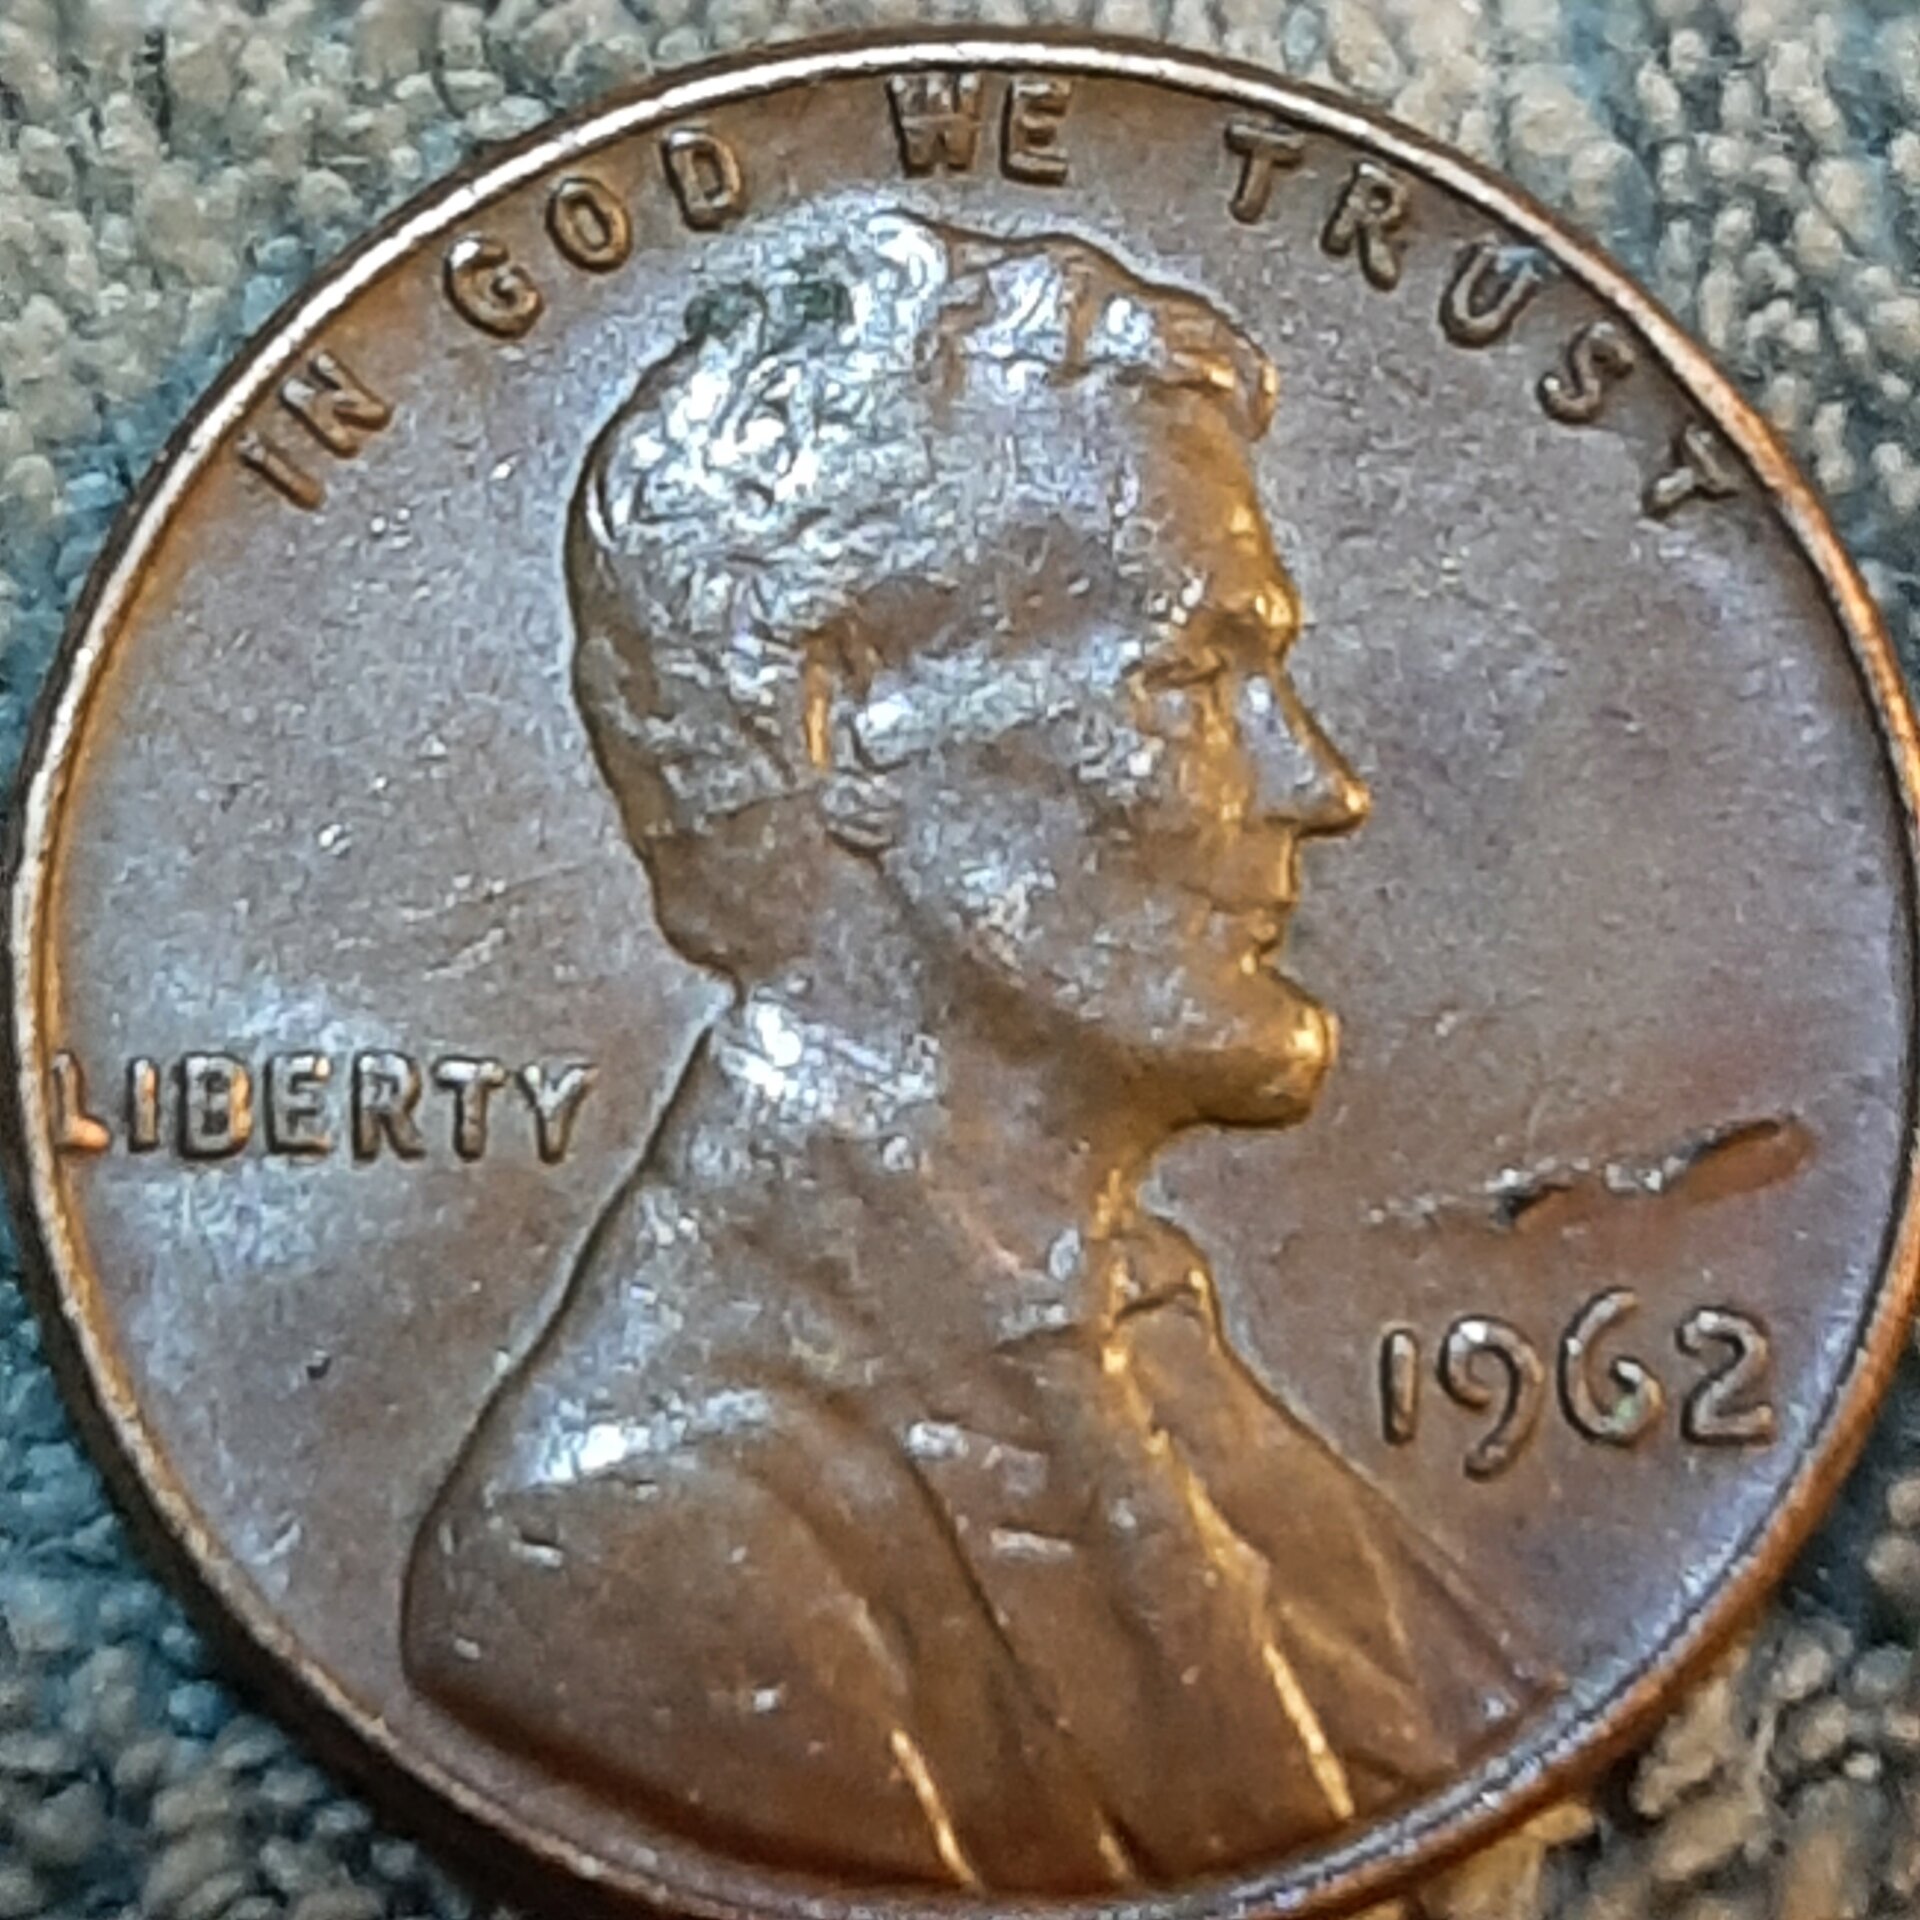 IN GOD WE TRUST
LIBERTY
1962